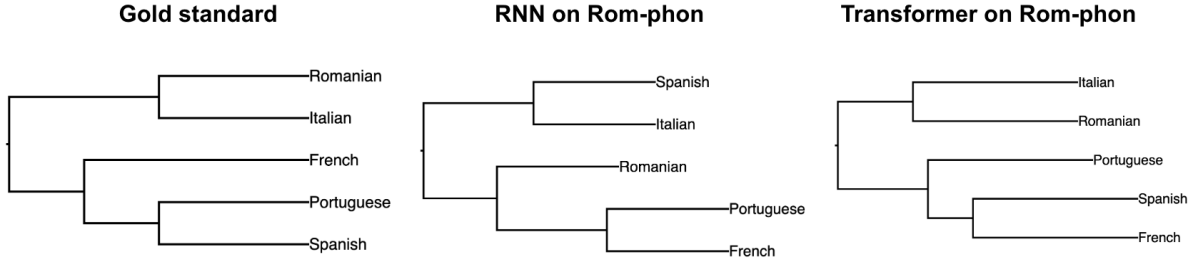 Gold standard
Romanian
Italian
French
Portuguese
Spanish
RNN on Rom-phon
Spanish
Italian
Romanian
Portuguese
French
Transformer on Rom-phon
Italian
Romanian
Portuguese
Spanish
French